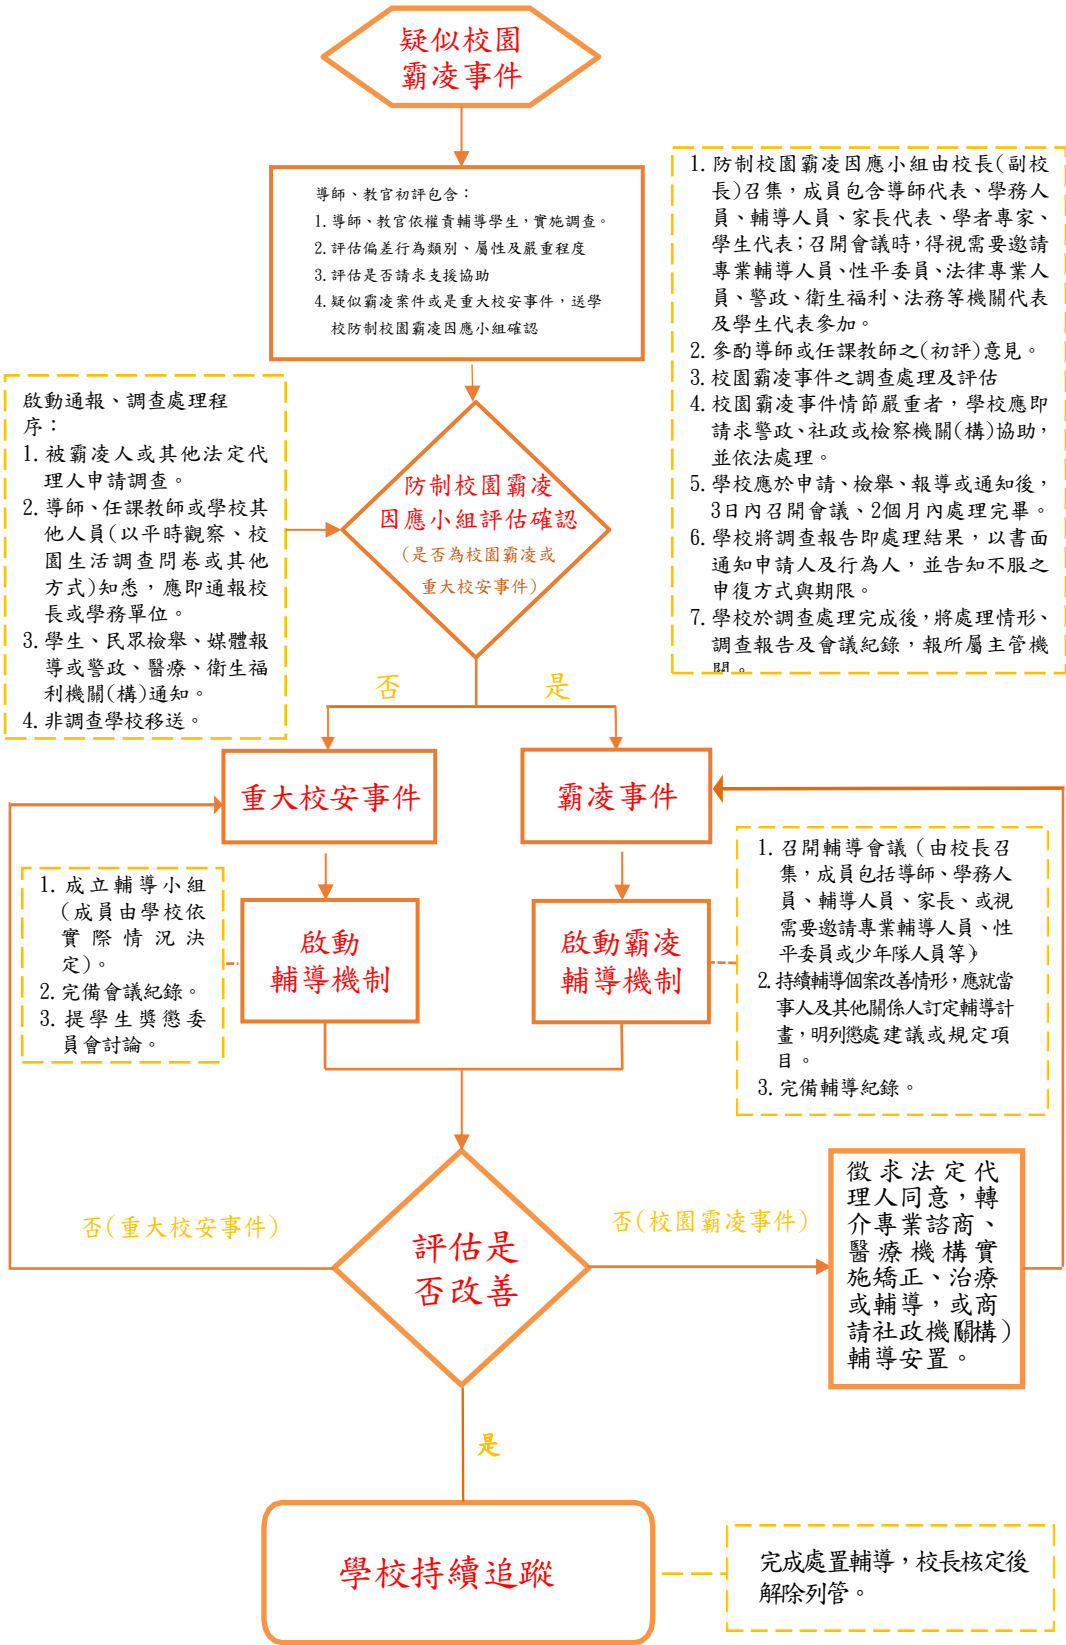 疑似校園
霸凌事件
導師、教官初評包含：
1. 導師、教官依權責輔導學生，實施調查。
2. 評估偏差行為類別、屬性及嚴重程度
3. 評估是否請求支援協助
4. 疑似霸凌案件或是重大校安事件，送學
校防制校園霸凌因應小組確認
1. 防制校園霸凌因應小組由校長(副校
長)召集，成員包含導師代表、學務人
員、輔導人員、家長代表、學者專家、
學生代表；召開會議時，得視需要邀請
專業輔導人員、性平委員、法律專業人
員、警政、衛生福利、法務等機關代表
及學生代表參加。
2. 參酌導師或任課教師之(初評)意見。
3. 校園霸凌事件之調查處理及評估
4. 校園霸凌事件情節嚴重者，學校應即
請求警政、社政或檢察機關(構)協助，
並依法處理。
5. 學校應於申請、檢舉、報導或通知後，
3日內召開會議、2個月內處理完畢。
6. 學校將調查報告即處理結果，以書面
通知申請人及行為人，並告知不服之
申復方式與期限。
7. 學校於調查處理完成後，將處理情形、
調查報告及會議紀錄，報所屬主管機
關。
啟動通報、調查處理程
序：
1. 被霸凌人或其他法定代
理人申請調查。
2. 導師、任課教師或學校其
他人員(以平時觀察、校
園生活調查問卷或其他
方式)知悉，應即通報校
長或學務單位。
3. 學生、民眾檢舉、媒體報
導或警政、醫療、衛生福
利機關(構)通知。
4. 非調查學校移送。
防制校園霸凌
因應小組評估確認
(是否為校園霸凌或
重大校安事件)
否
是
重大校安事件
霸凌事件
1. 成立輔導小組
(成員由學校依
實際情況決
定)。
2. 完備會議紀錄。
3. 提學生獎懲委
員會討論。
啟動
輔導機制
啟動霸凌
輔導機制
1. 召開輔導會議（由校長召
集，成員包括導師、學務人
員、輔導人員、家長、或視
需要邀請專業輔導人員、性
平委員或少年隊人員等）
2. 持續輔導個案改善情形，應就當
事人及其他關係人訂定輔導計
畫，明列懲處建議或規定項
目。
3. 完備輔導紀錄。
否(重大校安事件)
評估是
否改善
否(校園霸凌事件)
徵求法定代
理人同意，轉
介專業諮商、
醫療機構實
施矯正、治療
或輔導，或商
請社政機關(構)
輔導安置。
是
學校持續追蹤
完成處置輔導，校長核定後
解除列管。